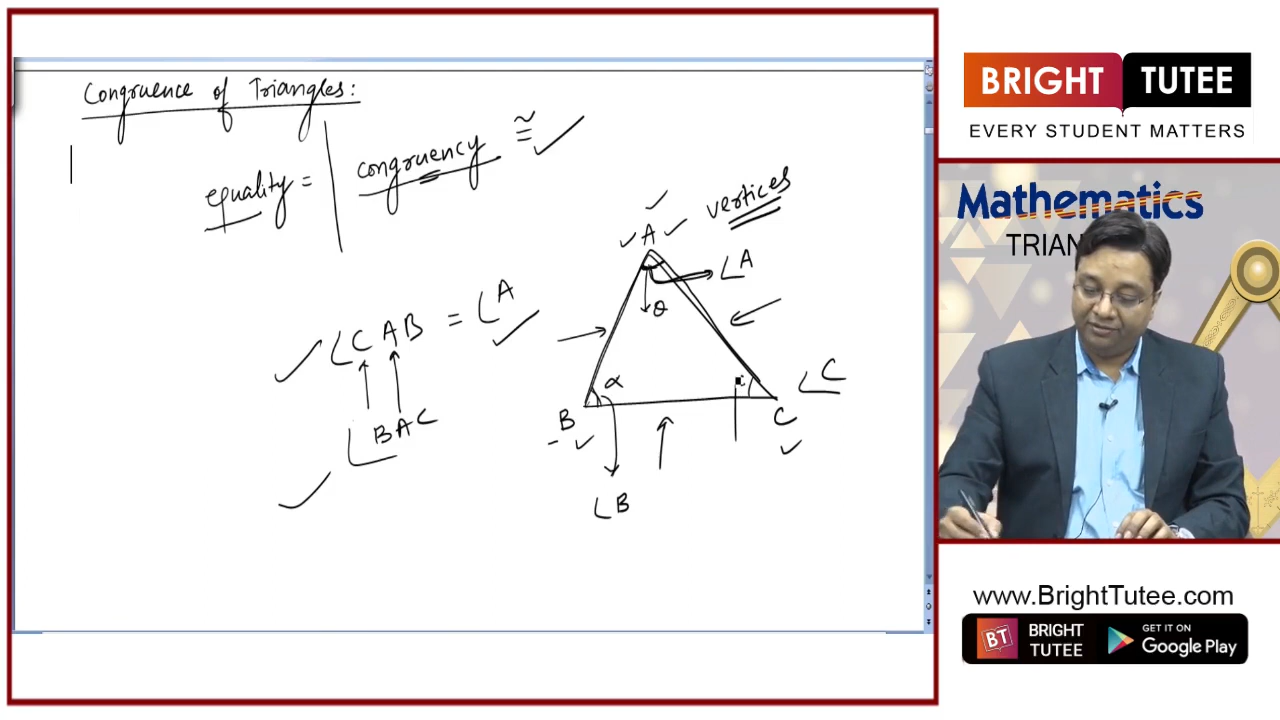 Congruence of Triangles:
equality =
congruency ≅
vertices
A
∠A
θ
∠CAB = ∠A
∠BAC
α
∠C
B
C
∠B
BRIGHT TUTEE
EVERY STUDENT MATTERS
Mathematics
TRIAN
www.BrightTutee.com
BT
BRIGHT
TUTEE
GET IT ON
Google Play